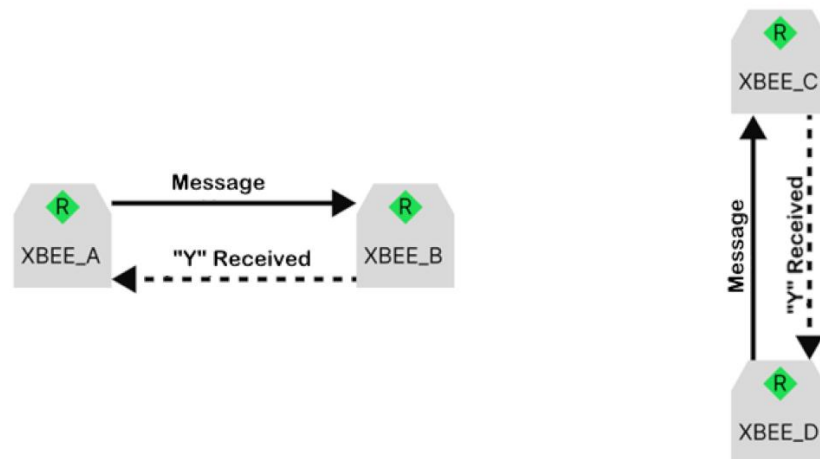 R
XBEE_A
Message
"Y" Received
R
XBEE_B
R
XBEE_C
Message
"Y" Received
R
XBEE_D